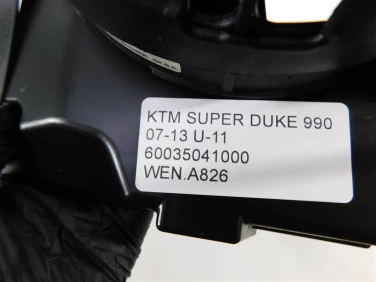 KTM SUPER DUKE 990
07-13 U-11
60035041000
WEN.A826